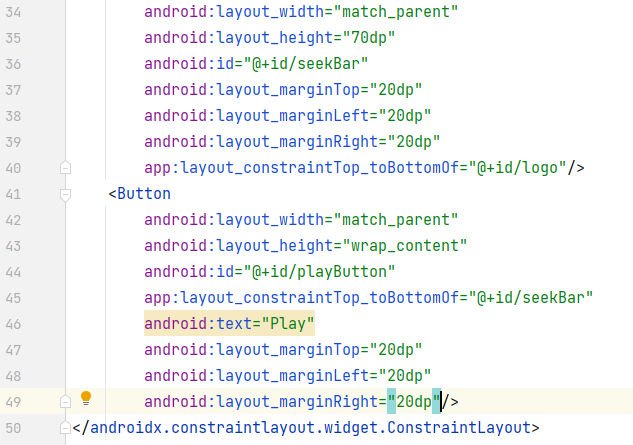 34 android:layout_width="match_parent"
35 android:layout_height="70dp"
36 android:id="@+id/seekBar"
37 android:layout_marginTop="20dp"
38 android:layout_marginLeft="20dp"
39 android:layout_marginRight="20dp"
40 app:layout_constraintTop_toBottomOf="@+id/logo"/>
41 <Button
42 android:layout_width="match_parent"
43 android:layout_height="wrap_content"
44 android:id="@+id/playButton"
45 app:layout_constraintTop_toBottomOf="@+id/seekBar"
46 android:text="Play"
47 android:layout_marginTop="20dp"
48 android:layout_marginLeft="20dp"
49 android:layout_marginRight="20dp"/>
50 </androidx.constraintlayout.widget.ConstraintLayout>